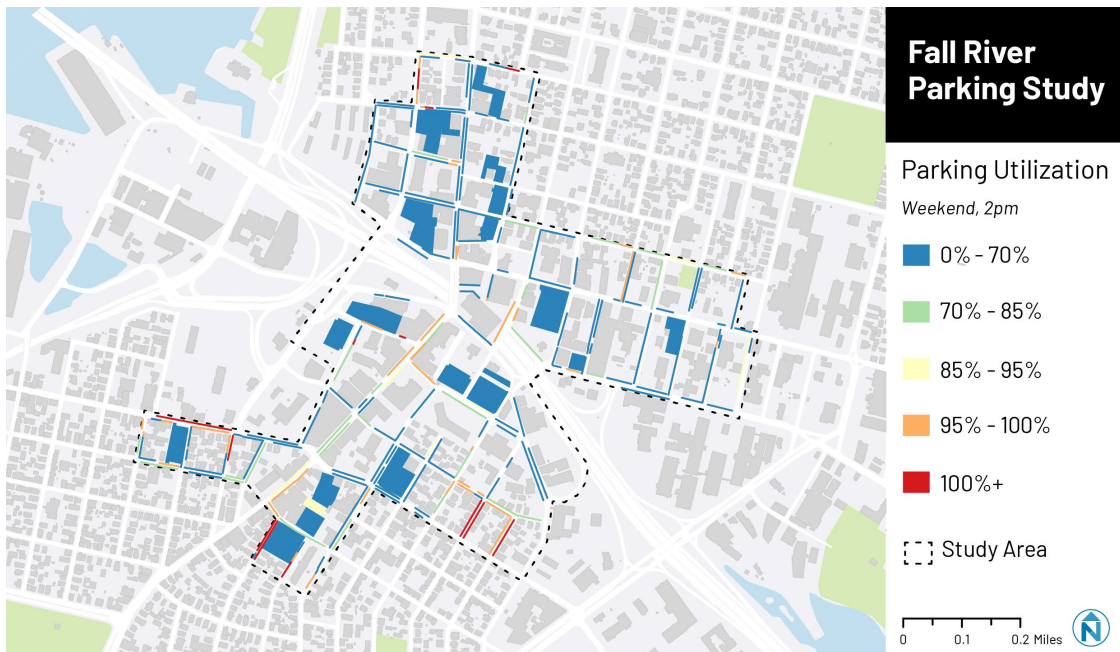 Fall River
Parking Study
Parking Utilization
Weekend, 2pm
0% - 70%
70% - 85%
85% - 95%
95% - 100%
100%+
Study Area
0 0.1 0.2 Miles
N